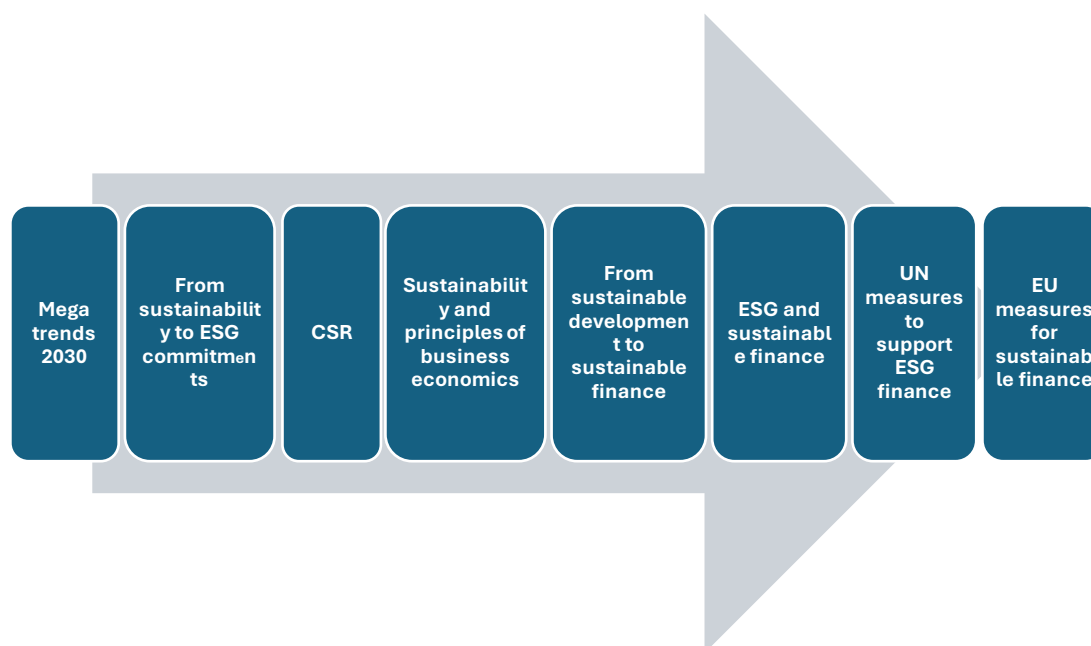 Mega
trends
2030
From
sustainabilit
y to ESG
commitmen
ts
CSR
Sustainabilit
y and
principles of
business
economics
From
sustainable
developmen
t to
sustainable
finance
ESG and
sustainabl
e finance
UN
measures
to
support
ESG
finance
EU
measures
for
sustainab
le finance